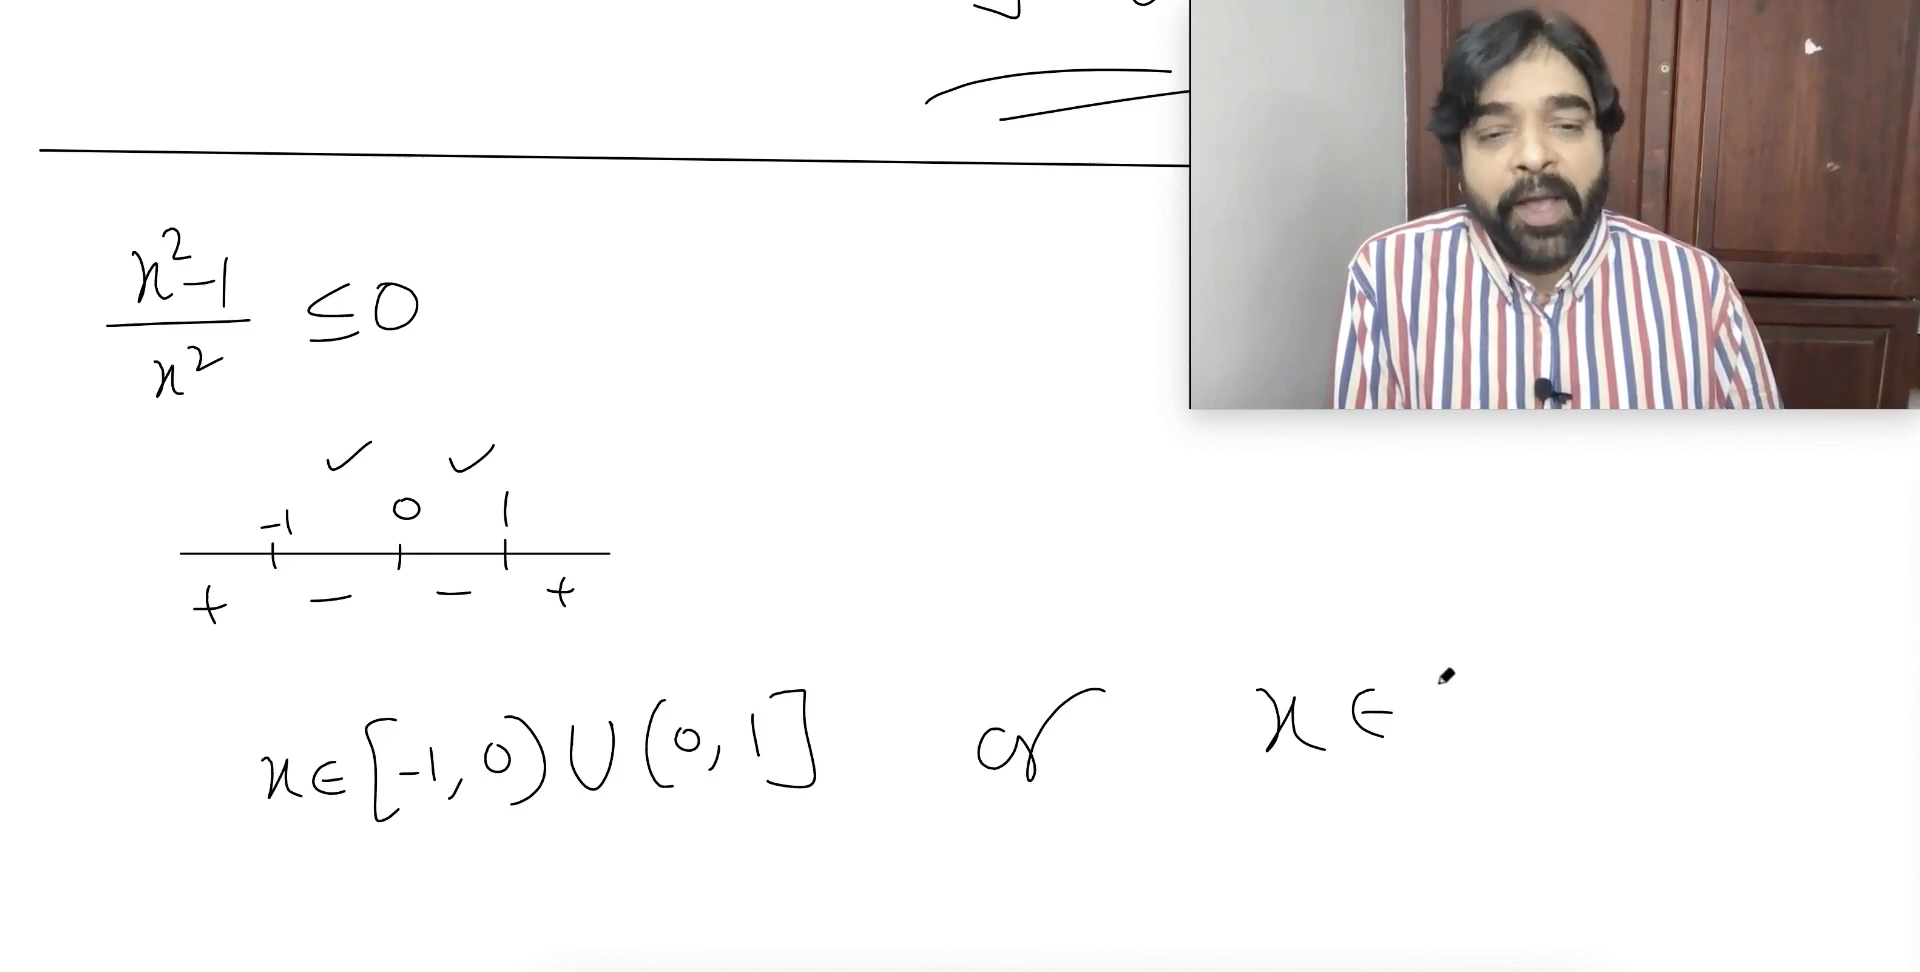 x²-1
x² ≤0
-1 0 1
+ - - +
x∈[-1,0)∪(0,1] or x∈